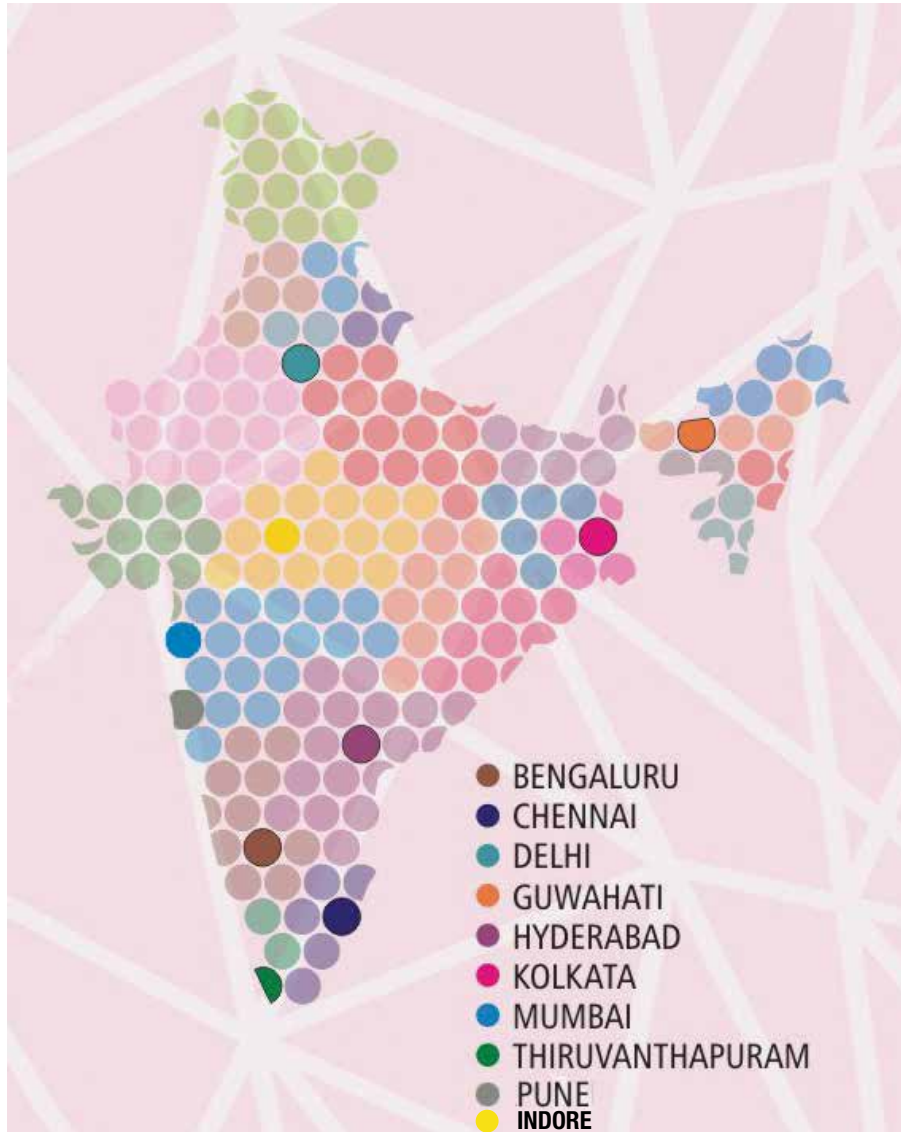 BENGALURU
CHENNAI
DELHI
GUWAHATI
HYDERABAD
KOLKATA
MUMBAI
THIRUVANTHAPURAM
PUNE
INDORE